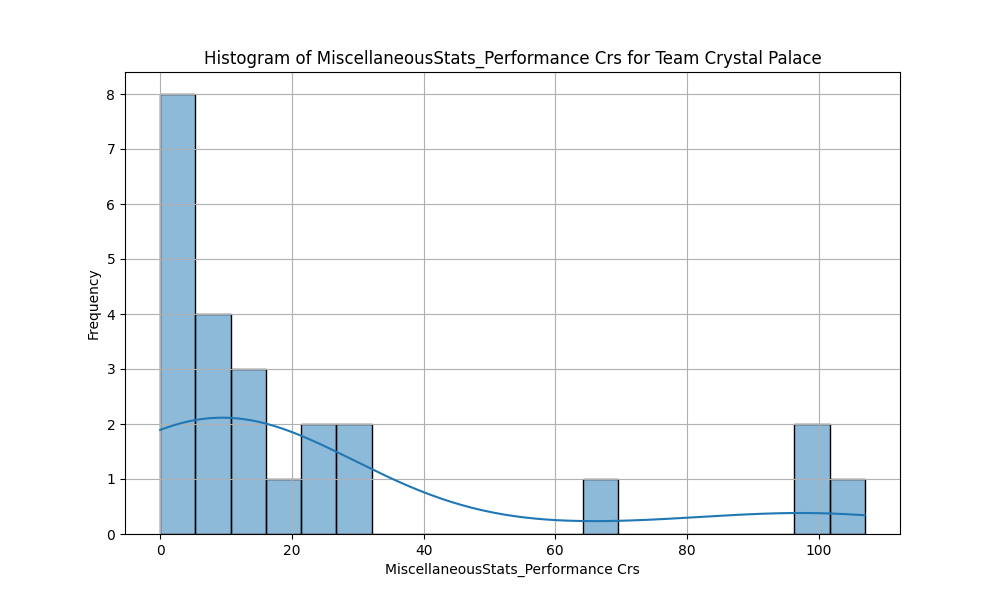 Histogram of MiscellaneousStats_Performance Crs for Team Crystal Palace
8
7
6
5
4
3
2
1
0
Frequency
0 20 40 60 80 100
MiscellaneousStats_Performance Crs